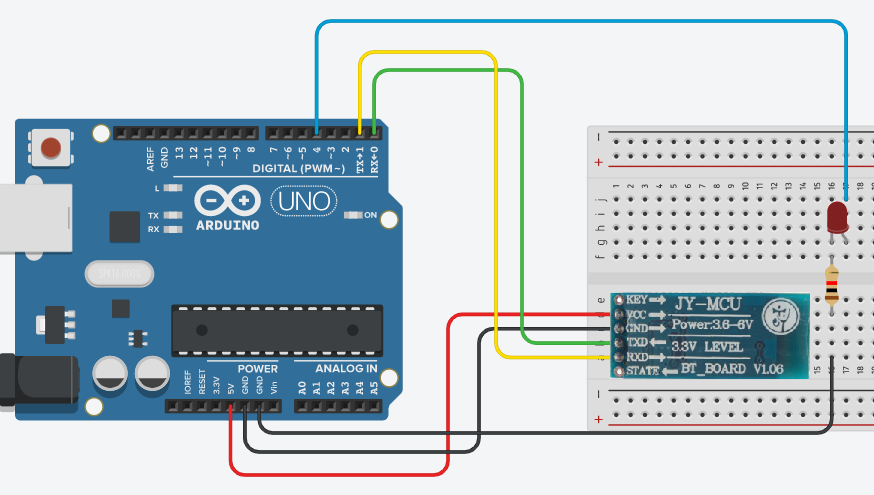 AREF
GND
13
12
~11
~10
~9
8
7
~6
~5
4
~3
2
TX→1
RX←0
DIGITAL (PWM~)
L
TX
RX
ARDUINO
UNO
ON
POWER
ANALOG IN
IOREF
RESET
3.3V
5V
GND
GND
Vin
A0
A1
A2
A3
A4
A5
1 2 3 4 5 6 7 8 9 10 11 12 13 14 15 16 17 18
j
i
h
g
f
e
KEY
VCC
GND
TXD
RXD
STATE
JY-MCU
Power:3.6-6V
3.3V LEVEL
BT_BOARD V1.06
15 16 17 18